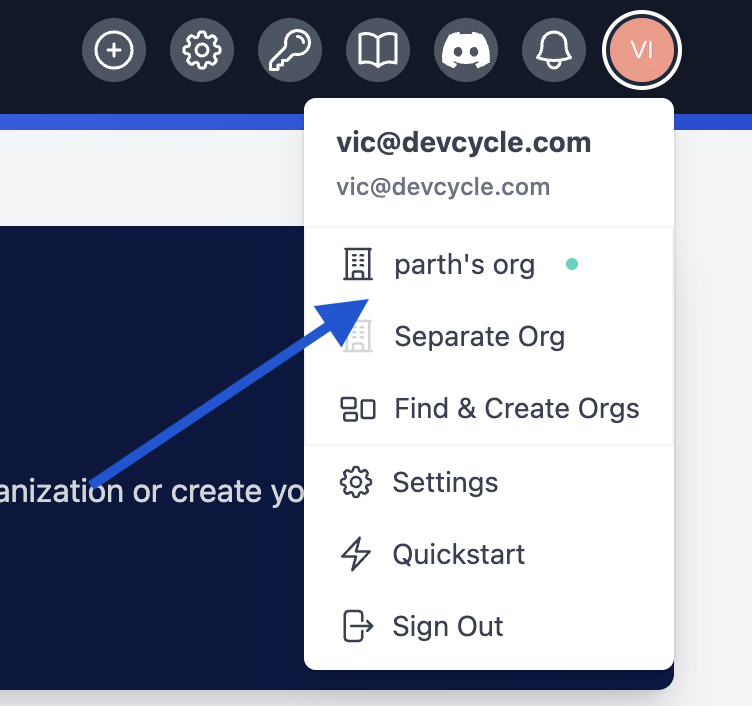 VI
vic@devcycle.com
vic@devcycle.com
parth's org
Separate Org
Find & Create Orgs
anization or create yo
Settings
Quickstart
Sign Out